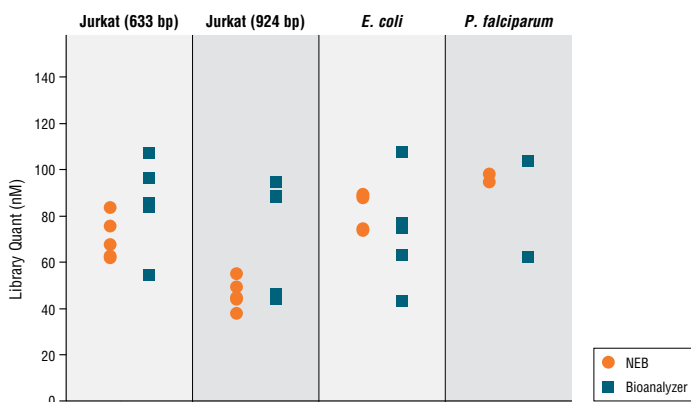 Jurkat (633 bp) Jurkat (924 bp) E. coli P. falciparum
Library Quant (nM)
140
120
100
80
60
40
20
0
NEB
Bioanalyzer